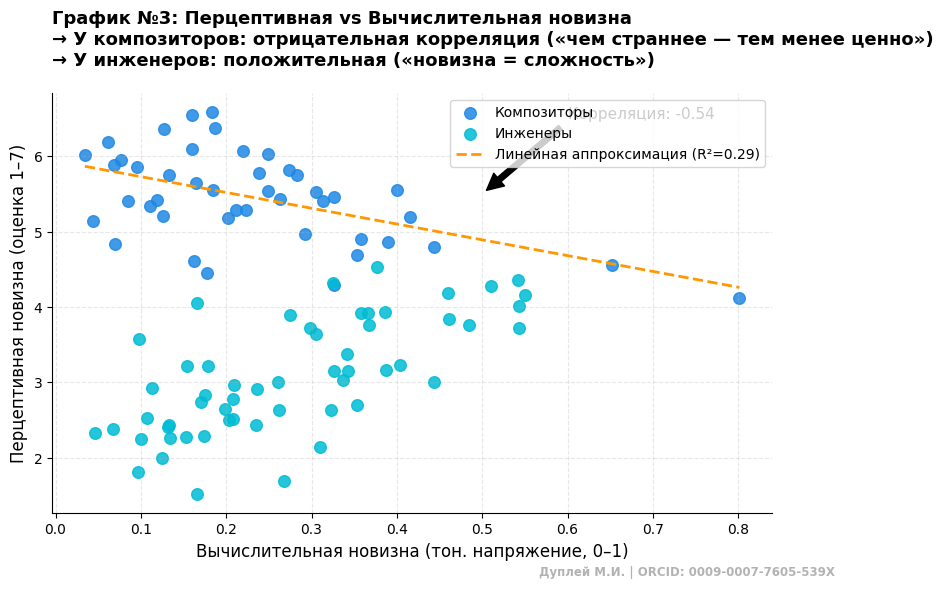 График №3: Перцептивная vs Вычислительная новизна
→ У композиторов: отрицательная корреляция («чем страннее — тем менее ценно»)
→ У инженеров: положительная («новизна = сложность»)
Композиторы
Корреляция: -0.54
Инженеры
Линейная аппроксимация (R²=0.29)
Перцептивная новизна (оценка 1–7)
6
5
4
3
2
0.0 0.1 0.2 0.3 0.4 0.5 0.6 0.7 0.8
Вычислительная новизна (тон. напряжение, 0–1)
Дуплей М.И. | ORCID: 0009-0007-7605-539X